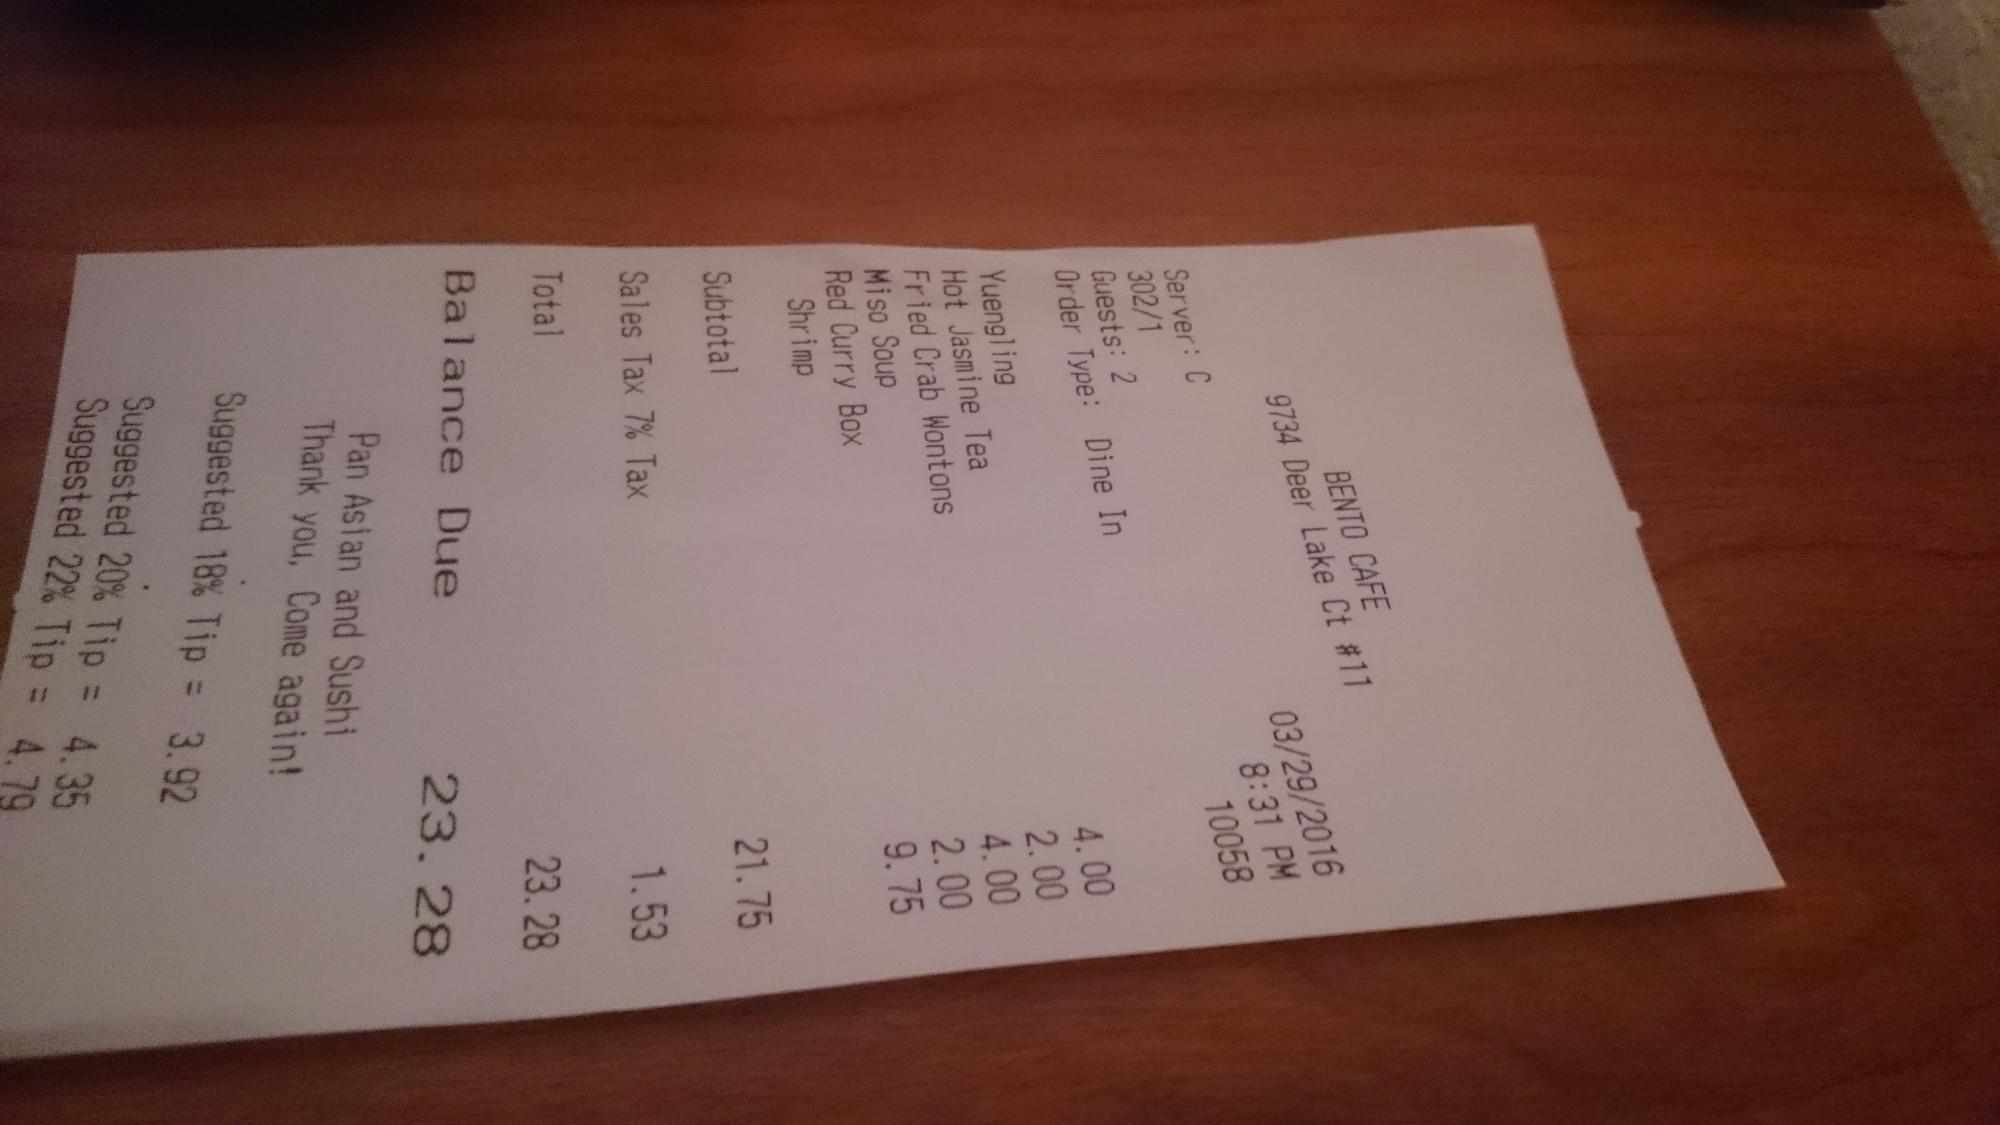 BENTO CAFE
9734 Deer Lake Ct #11
03/29/2016
Server: C 8:31 PM
302/1 10058
Guests: 2
Order Type: Dine In
Yuengling 4.00
Hot Jasmine Tea 2.00
Fried Crab Wontons 4.00
Miso Soup 2.00
Red Curry Box 9.75
Shrimp
Subtotal 21.75
Sales Tax 7% Tax 1.53
Total 23.28
Balance Due 23.28
Pan Asian and Sushi
Thank you, Come again!
Suggested 18% Tip = 3.92
Suggested 20% Tip = 4.35
Suggested 22% Tip = 4.79